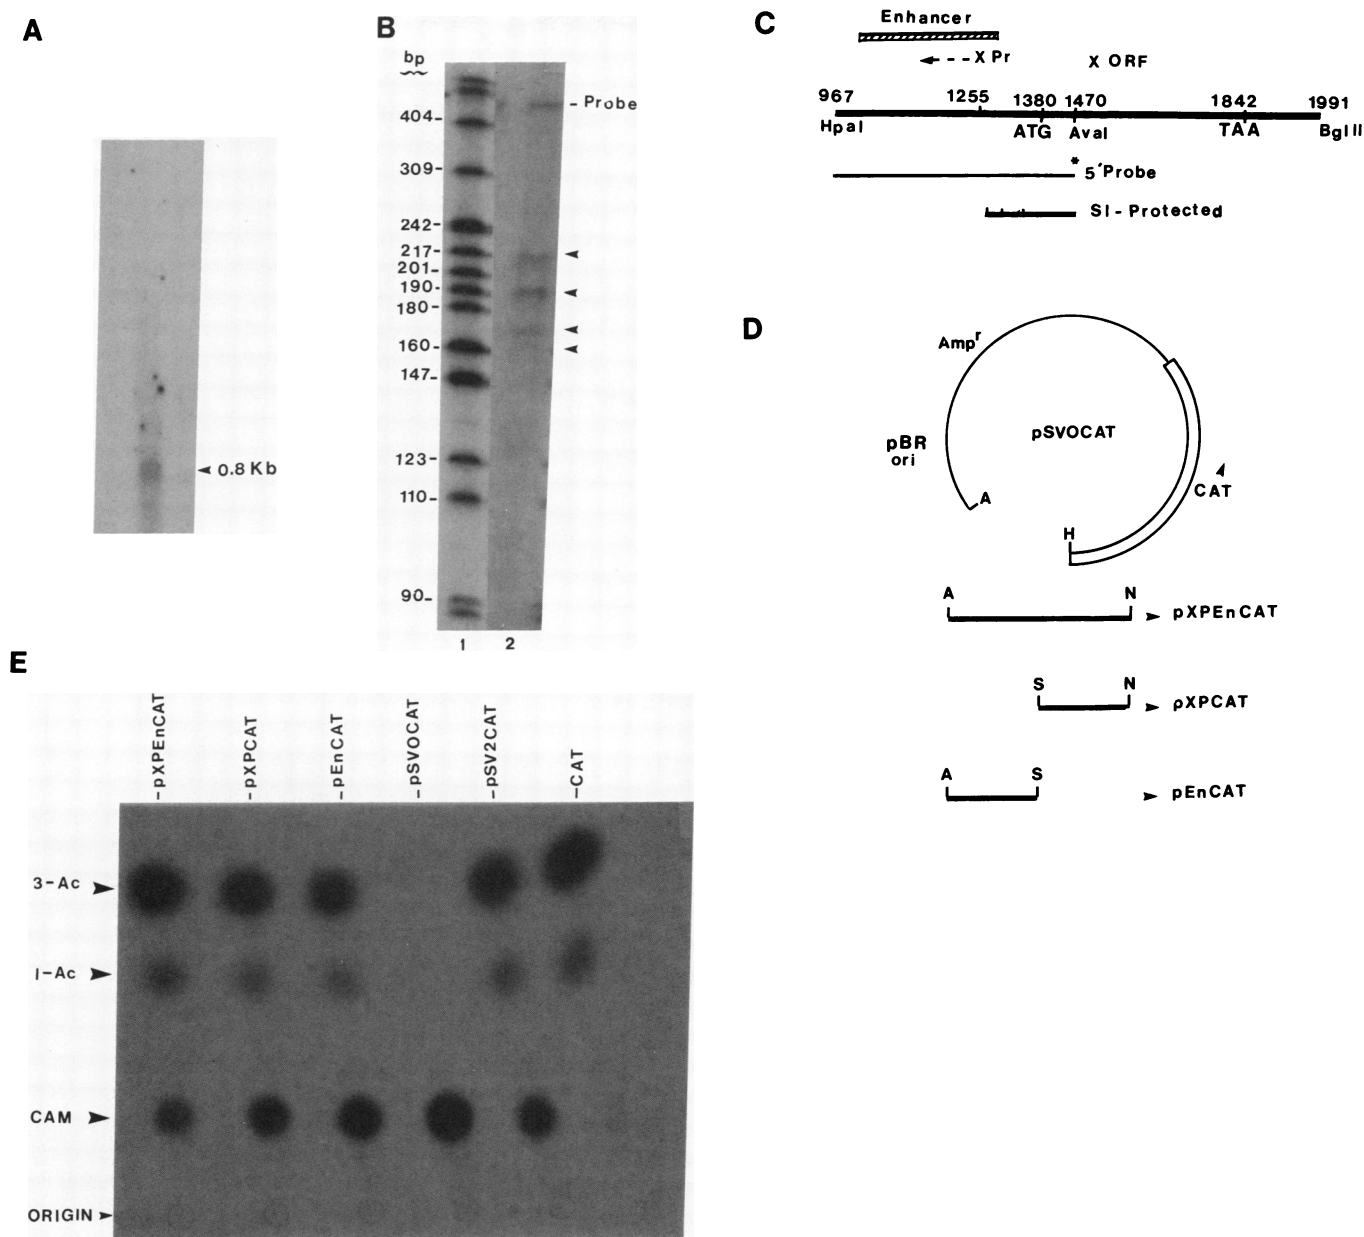 A
0.8 Kb
B
bp
Probe
404
309
242
217
201
190
180
160
147
123
110
90
1 2
C
Enhancer
X Pr
X ORF
967 1255 1380 1470 1842 1991
HpaI ATG AvaI TAA BglII
* 5´Probe
SI-Protected
D
Ampr
pSVOCAT
pBR
ori
A
CAT
H
A N pXPEnCAT
S N pXPCAT
A S pEnCAT
E
pXPEnCAT
pXPCAT
pEnCAT
pSVOCAT
pSV2CAT
CAT
3-Ac
1-Ac
CAM
ORIGIN